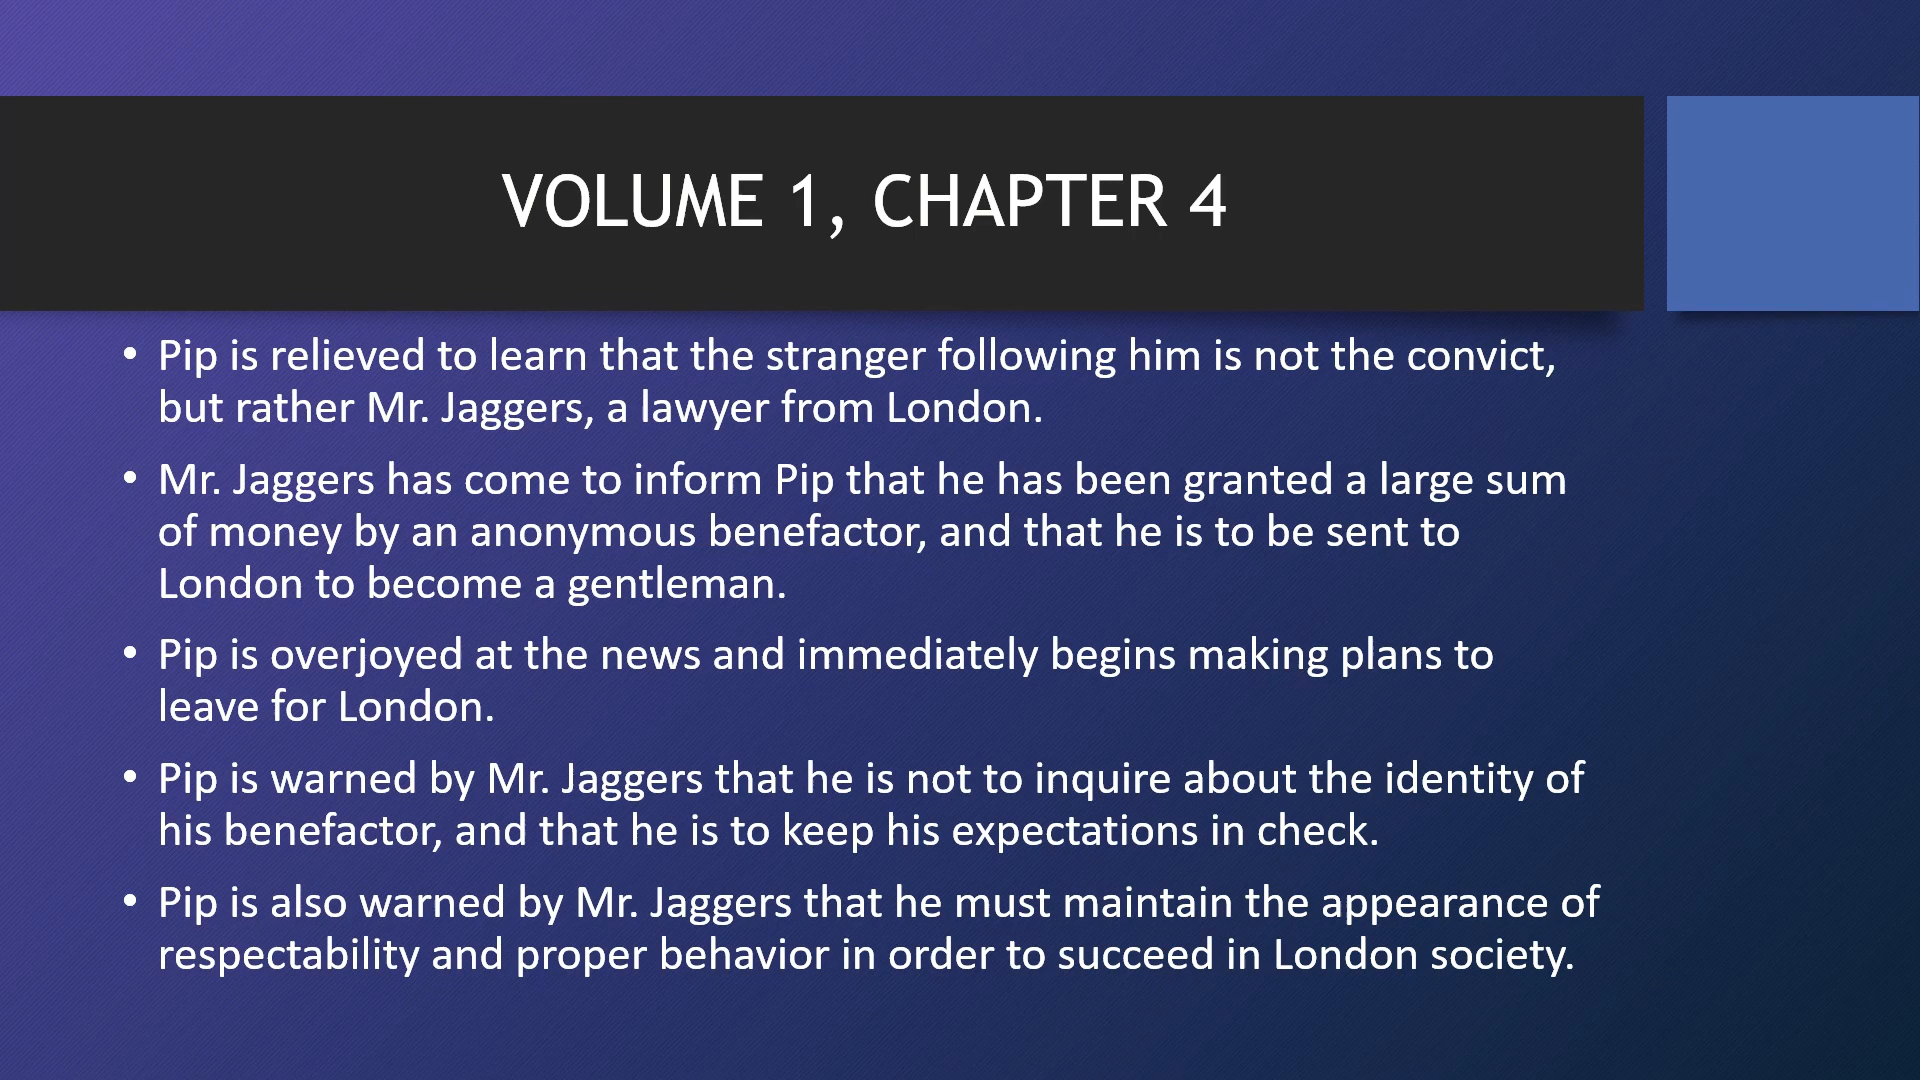 VOLUME 1, CHAPTER 4
• Pip is relieved to learn that the stranger following him is not the convict,
but rather Mr. Jaggers, a lawyer from London.
• Mr. Jaggers has come to inform Pip that he has been granted a large sum
of money by an anonymous benefactor, and that he is to be sent to
London to become a gentleman.
• Pip is overjoyed at the news and immediately begins making plans to
leave for London.
• Pip is warned by Mr. Jaggers that he is not to inquire about the identity of
his benefactor, and that he is to keep his expectations in check.
• Pip is also warned by Mr. Jaggers that he must maintain the appearance of
respectability and proper behavior in order to succeed in London society.